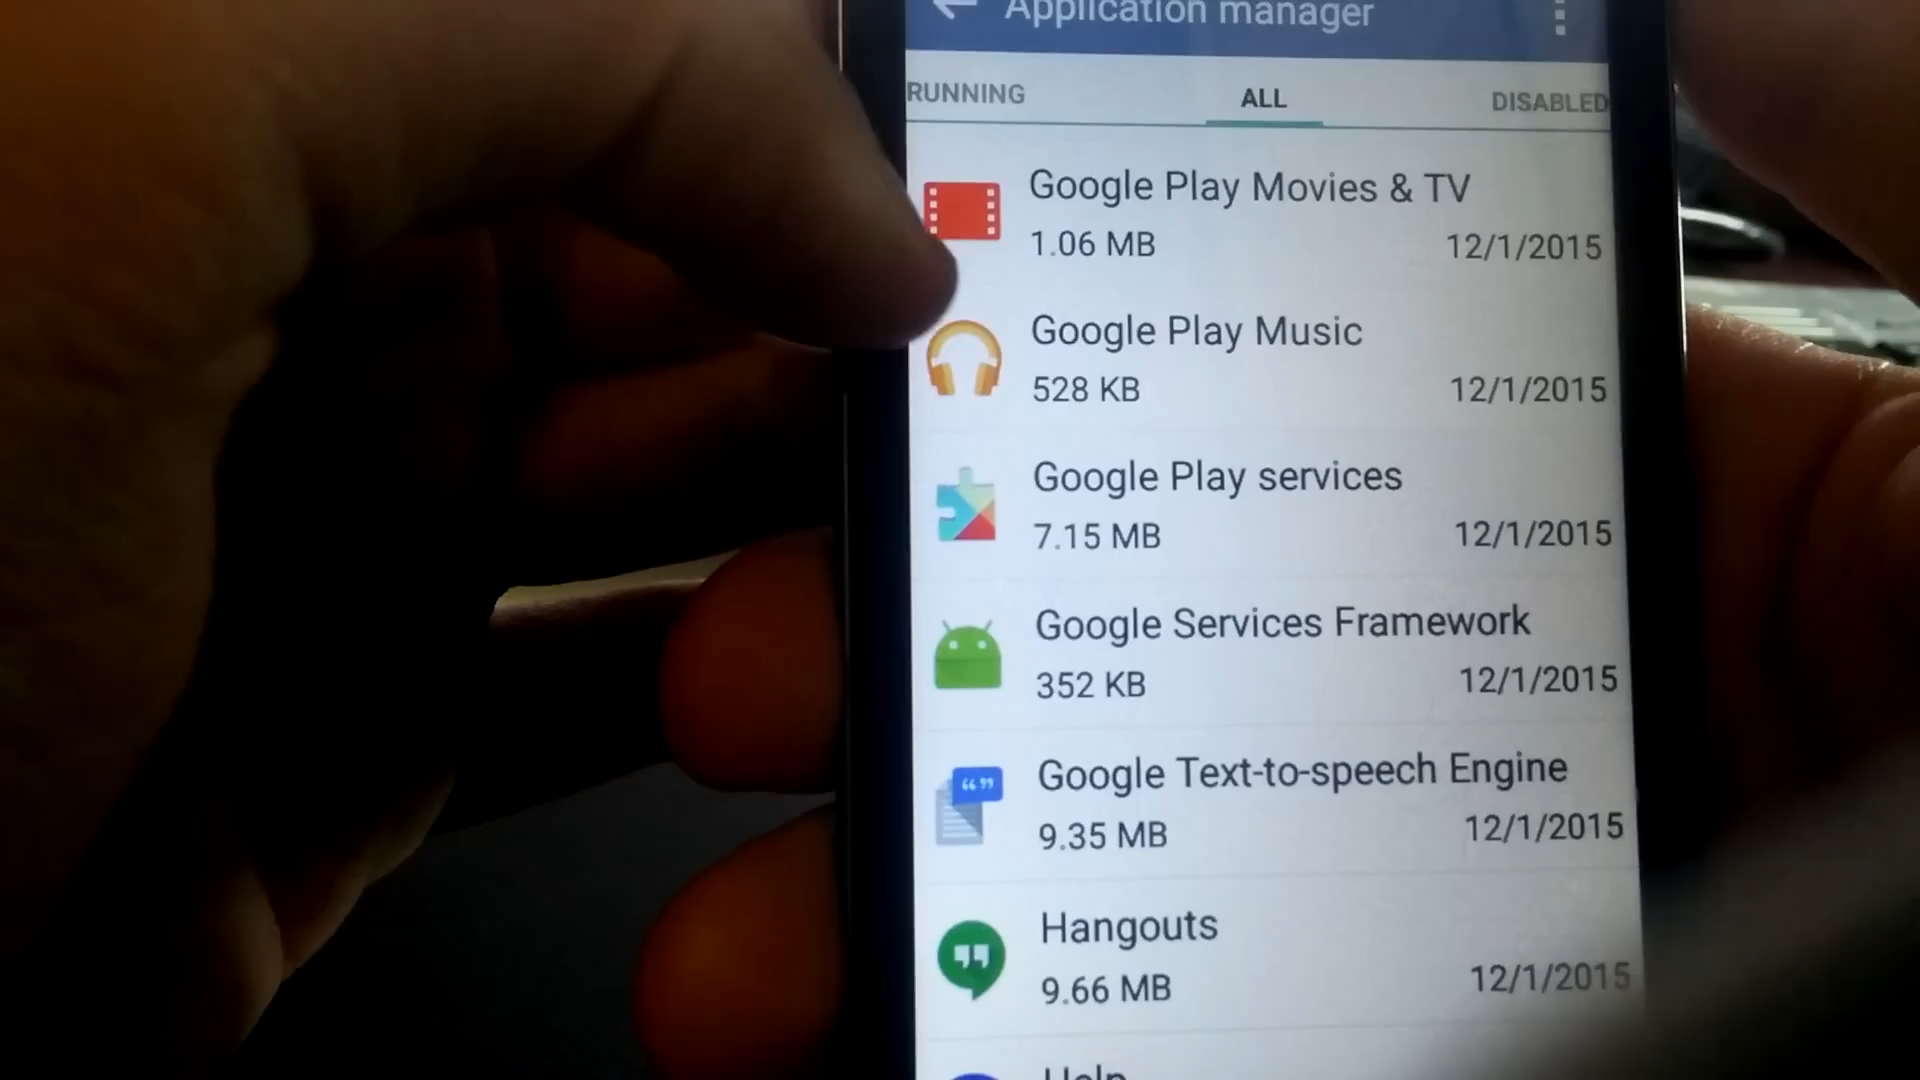 Application manager
RUNNING ALL DISABLED
Google Play Movies & TV
1.06 MB 12/1/2015
Google Play Music
528 KB 12/1/2015
Google Play services
7.15 MB 12/1/2015
Google Services Framework
352 KB 12/1/2015
Google Text-to-speech Engine
9.35 MB 12/1/2015
Hangouts
9.66 MB 12/1/2015
Help